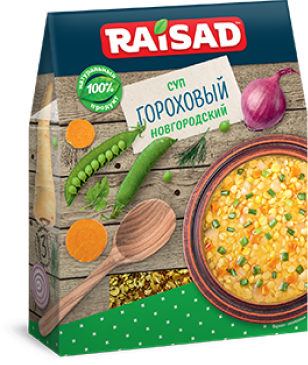 RAISAD
натуральный
100%
продукт
СУП
ГОРОХОВЫЙ
НОВГОРОДСКИЙ